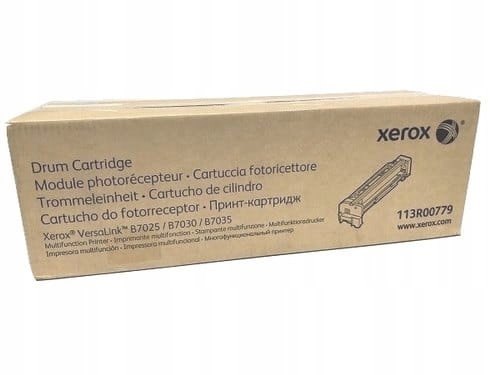 xerox
Drum Cartridge
Module photorécepteur • Cartuccia fotoricettore
Trommeleinheit • Cartucho de cilindro
Cartucho do fotorreceptor • Принт-картридж
Xerox® VersaLink™ B7025 / B7030 / B7035
Multifunction Printer • Imprimante multifonction • Stampante multifunzione • Multifunktionsdrucker
Impresora multifunción • Impressora multifuncional • Многофункциональный принтер
113R00779
www.xerox.com